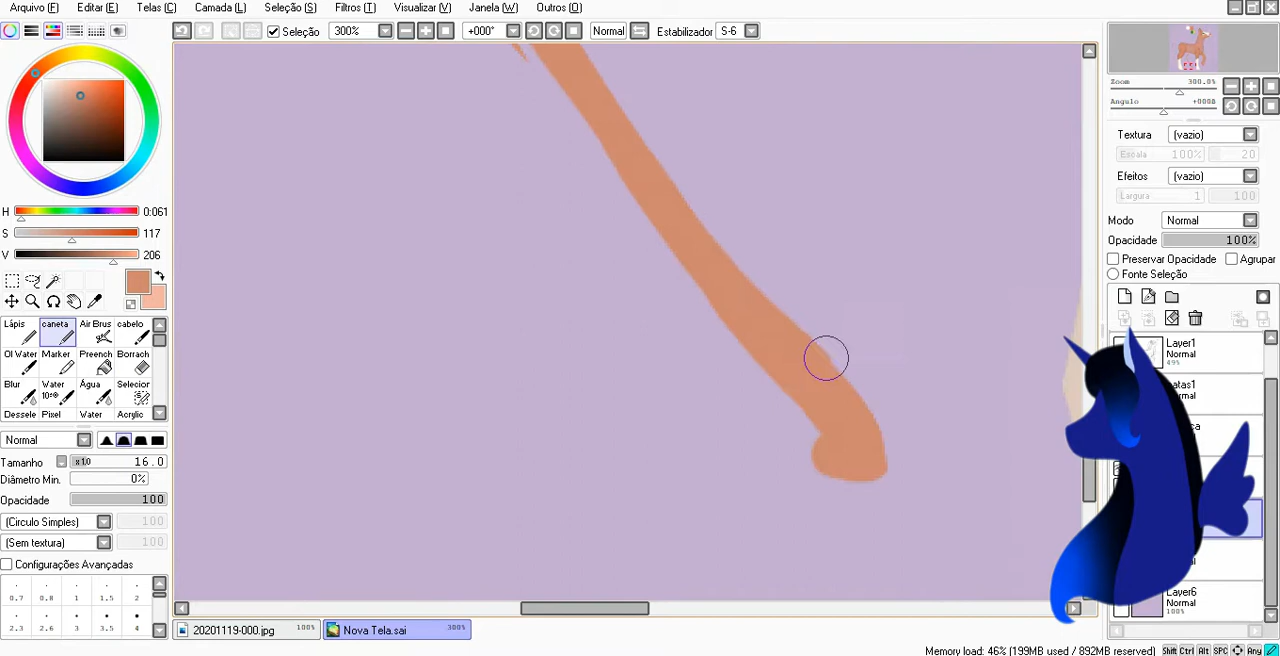 Arquivo (F) Editar (E) Telas (C) Camada (L) Seleção (S) Filtros (T) Visualizar (V) Janela (W) Outros (O)
Seleção 300% +000° Normal Estabilizador S-6
Zoom 300.0%
Angulo +000ß
Textura (vazio)
Escala 100% 20
Efeitos (vazio)
Largura 1 100
Modo Normal
Opacidade 100%
Preservar Opacidade Agrupar
Fonte Seleção
H 0:061
S 117
V 206
Lápis caneta Air Brus cabelo
OI Water Marker Preench Borrach
Blur Water 10% Água Selecior
Dessele Pixel Water Acrylic
Normal
Tamanho x1.0 16.0
Diâmetro Min. 0%
Opacidade 100
(Circulo Simples) 100
(Sem textura) 100
Configurações Avançadas
0.7 0.8 1 1.5 2
2.3 2.6 3 3.5 4
Layer1
Normal
49%
Normal
Layer6
Normal
100%
20201119-000.jpg 100% Nova Tela.sai 300%
Memory load: 46% (199MB used / 892MB reserved) Shift Ctrl Alt SPC Any